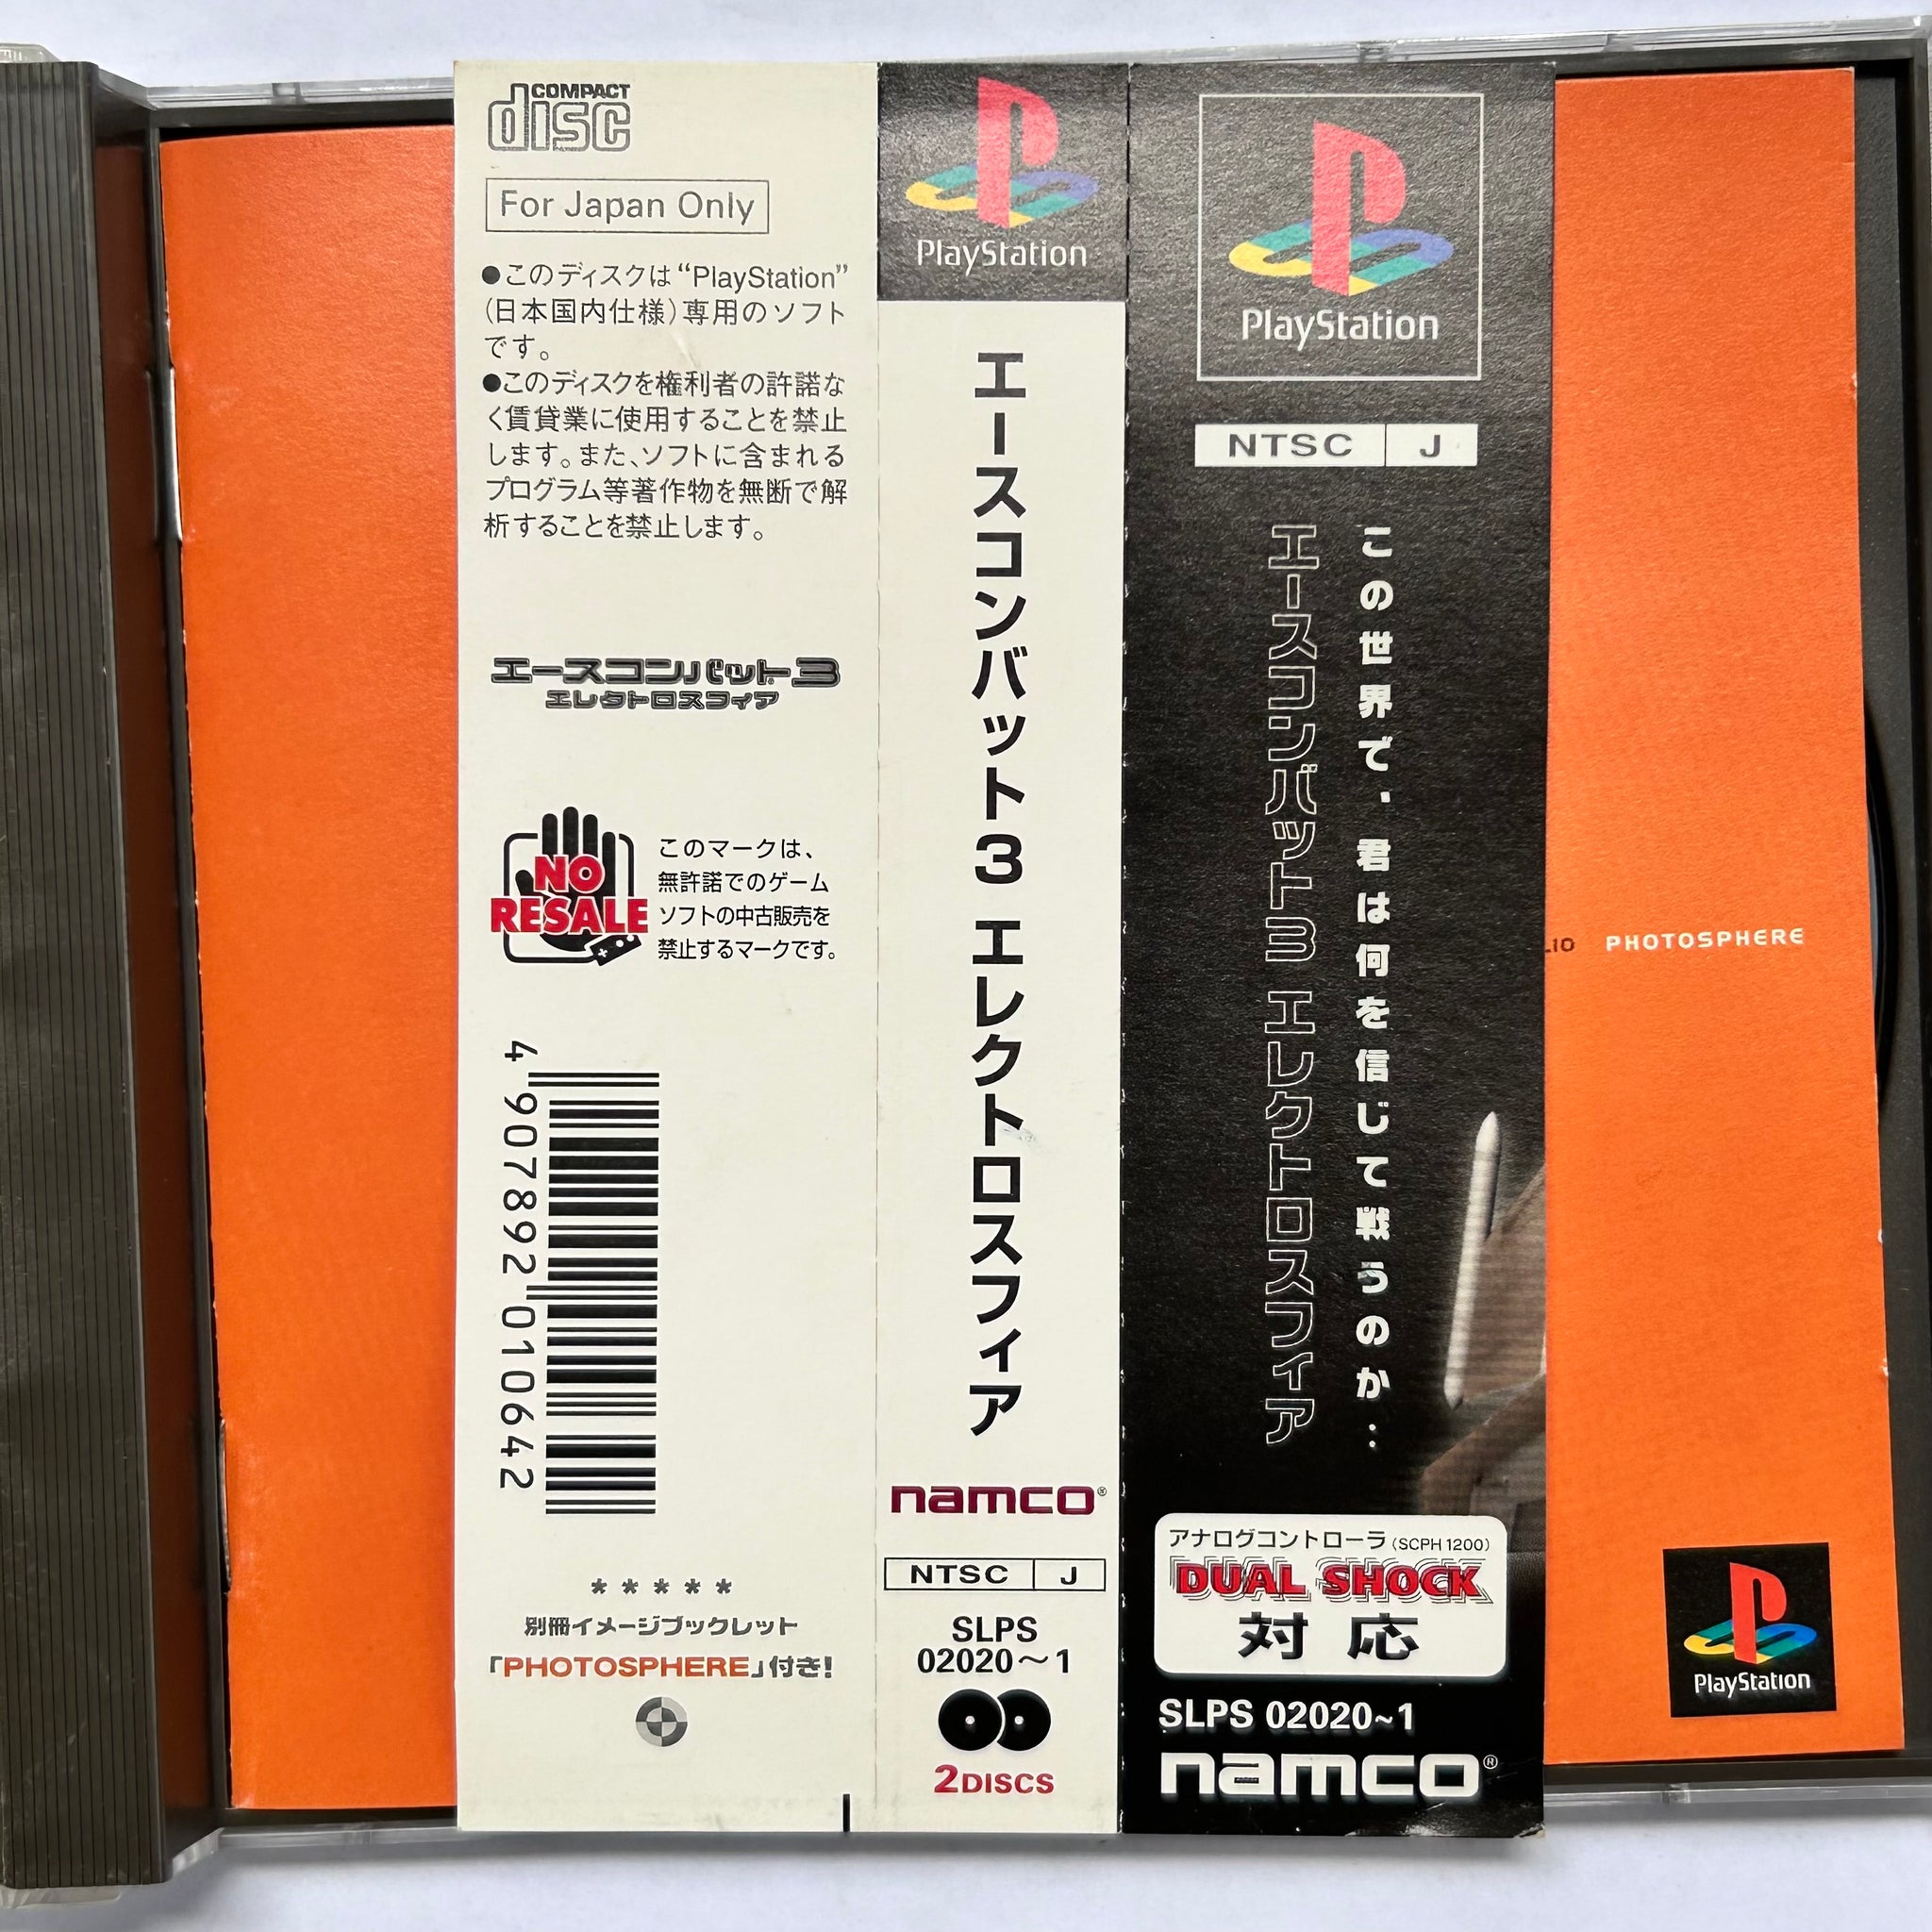 COMPACT
disc
For Japan Only
●このディスクは“PlayStation”
(日本国内仕様)専用のソフト
です。
●このディスクを権利者の許諾な
く賃貸業に使用することを禁止
します。また、ソフトに含まれる
プログラム等著作物を無断で解
析することを禁止します。
エースコンバット3
エレクトロスフィア
NO
RESALE
このマークは、
無許諾でのゲーム
ソフトの中古販売を
禁止するマークです。
4 907892 010642
*****
別冊イメージブックレット
「PHOTOSPHERE」付き!
PlayStation
エースコンバット3 エレクトロスフィア
namco®
NTSC J
SLPS
02020〜1
2DISCS
PlayStation
NTSC J
この世界で・君は何を信じて戦うのか‥
エースコンバット3 エレクトロスフィア
アナログコントローラ(SCPH 1200)
DUAL SHOCK
対応
SLPS 02020~1
namco®
LIO PHOTOSPHERE
PlayStation